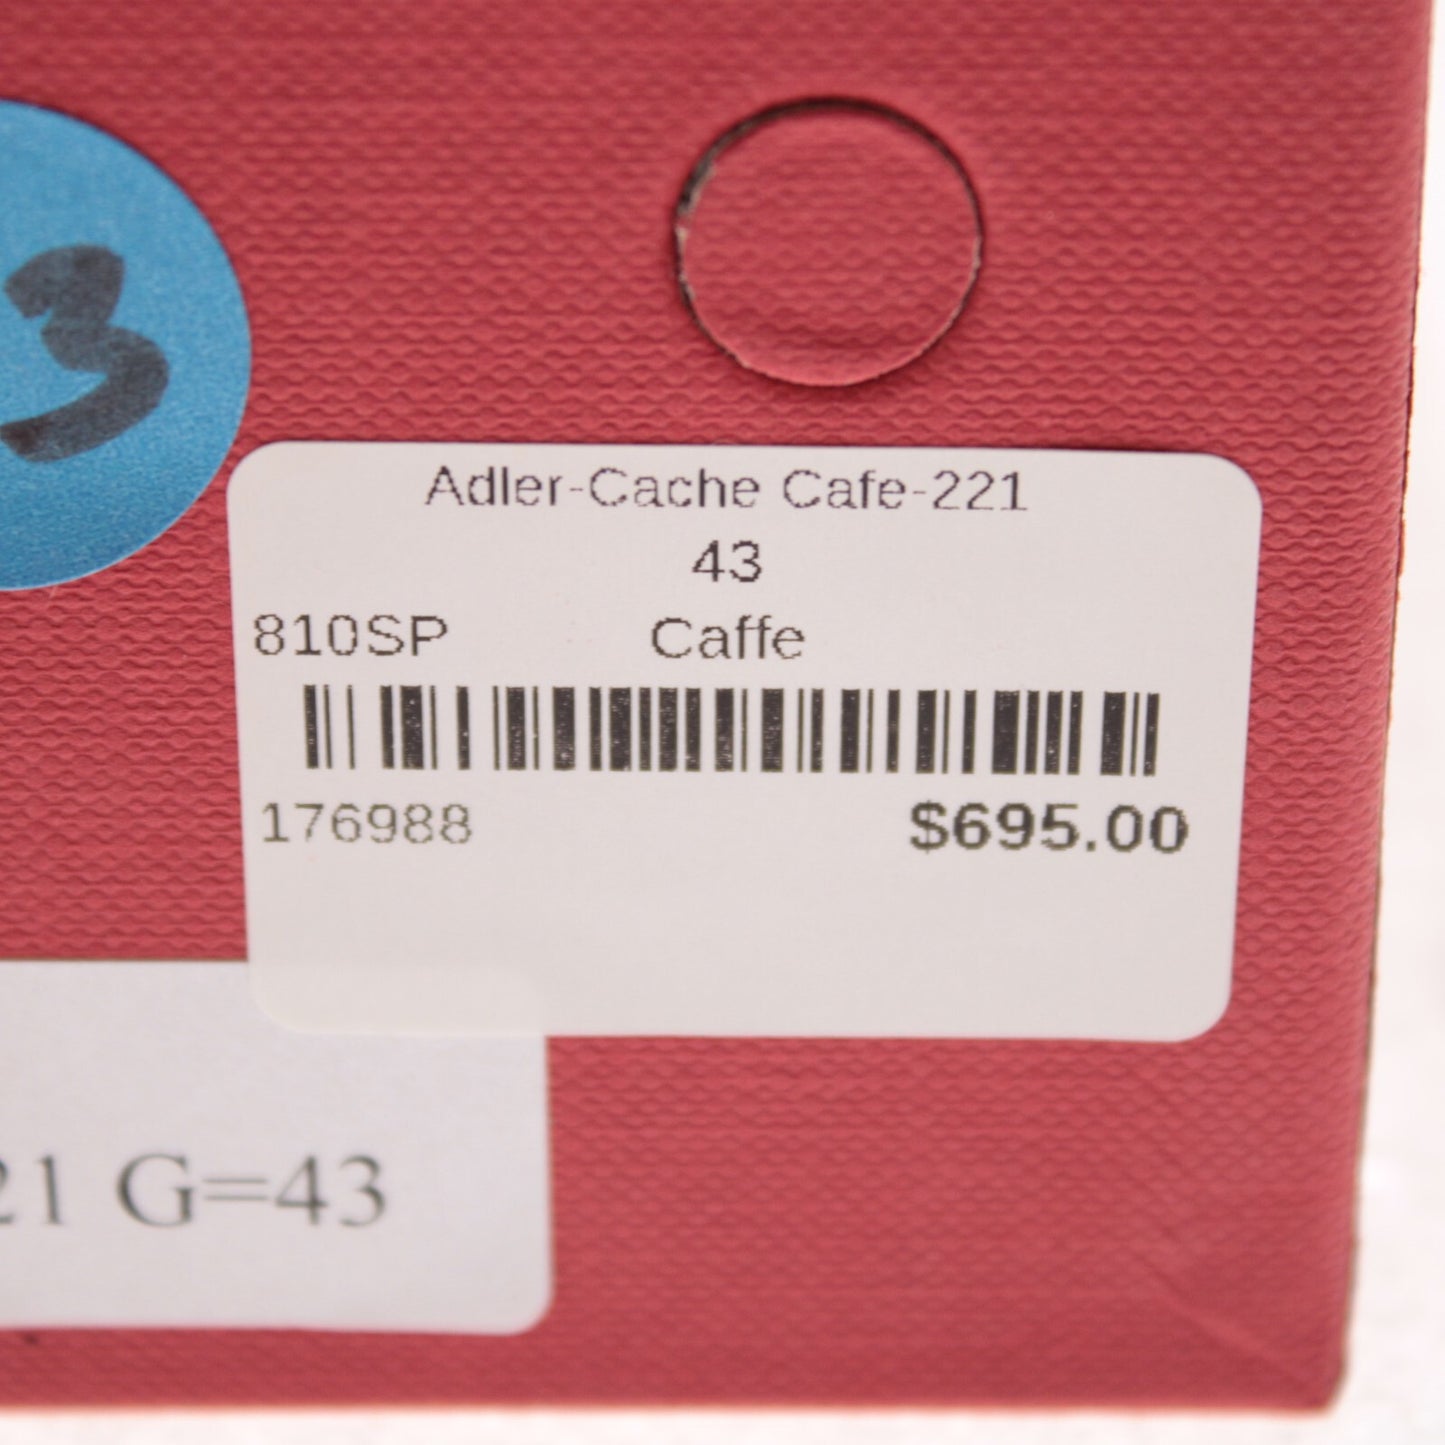 3
Adler-Cache Cafe-221
43
810SP Caffe
176988 $695.00
21 G=43